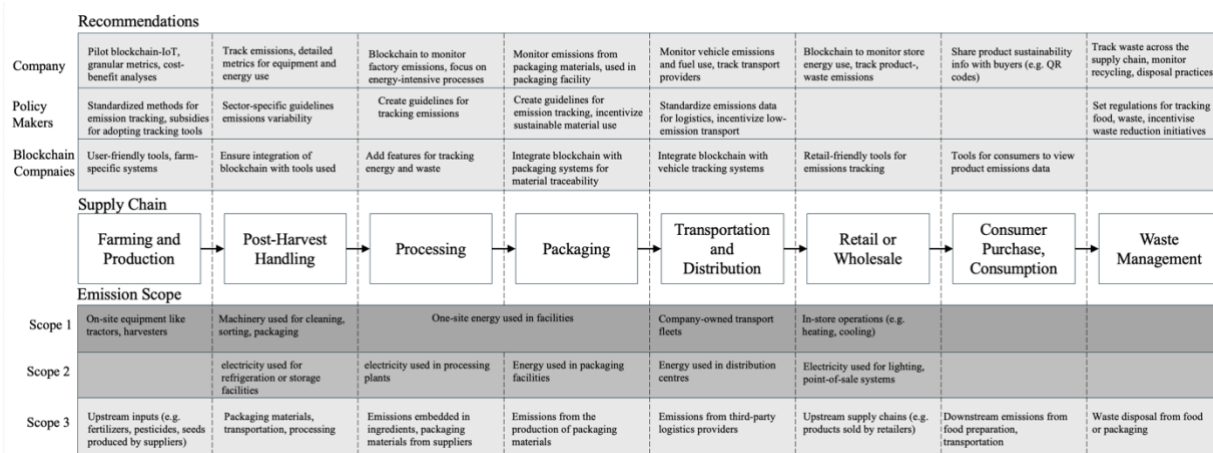 Recommendations
Company
Pilot blockchain-IoT,
granular metrics, cost-
benefit analyses
Track emissions, detailed
metrics for equipment and
energy use
Blockchain to monitor
factory emissions, focus on
energy-intensive processes
Monitor emissions from
packaging materials, used in
packaging facility
Monitor vehicle emissions
and fuel use, track transport
providers
Blockchain to monitor store
energy use, track product-,
waste emissions
Share product sustainability
info with buyers (e.g. QR
codes)
Track waste across the
supply chain, monitor
recycling, disposal practices
Policy
Makers
Standardized methods for
emission tracking, subsidies
for adopting tracking tools
Sector-specific guidelines
emissions variability
Create guidelines for
tracking emissions
Create guidelines for
emission tracking, incentivize
sustainable material use
Standardize emissions data
for logistics, incentivize low-
emission transport
Set regulations for tracking
food, waste, incentivise
waste reduction initiatives
Blockchain
Compnaies
User-friendly tools, farm-
specific systems
Ensure integration of
blockchain with tools used
Add features for tracking
energy and waste
Integrate blockchain with
packaging systems for
material traceability
Integrate blockchain with
vehicle tracking systems
Retail-friendly tools for
emissions tracking
Tools for consumers to view
product emissions data
Supply Chain
Farming and
Production
Post-Harvest
Handling
Processing
Packaging
Transportation
and
Distribution
Retail or
Wholesale
Consumer
Purchase,
Consumption
Waste
Management
Emission Scope
Scope 1
On-site equipment like
tractors, harvesters
Machinery used for cleaning,
sorting, packaging
One-site energy used in facilities
Company-owned transport
fleets
In-store operations (e.g.
heating, cooling)
Scope 2
electricity used for
refrigeration or storage
facilities
electricity used in processing
plants
Energy used in packaging
facilities
Energy used in distribution
centres
Electricity used for lighting,
point-of-sale systems
Scope 3
Upstream inputs (e.g.
fertilizers, pesticides, seeds
produced by suppliers)
Packaging materials,
transportation, processing
Emissions embedded in
ingredients, packaging
materials from suppliers
Emissions from the
production of packaging
materials
Emissions from third-party
logistics providers
Upstream supply chains (e.g.
products sold by retailers)
Downstream emissions from
food preparation,
transportation
Waste disposal from food
or packaging